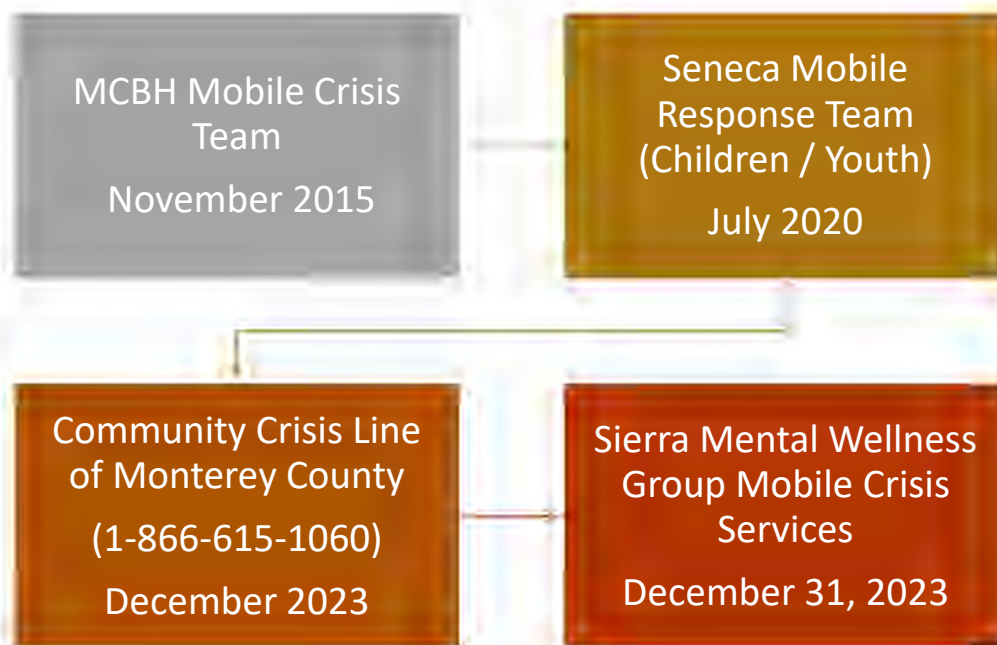 MCBH Mobile Crisis
Team
November 2015
Seneca Mobile
Response Team
(Children / Youth)
July 2020
Community Crisis Line
of Monterey County
(1-866-615-1060)
December 2023
Sierra Mental Wellness
Group Mobile Crisis
Services
December 31, 2023